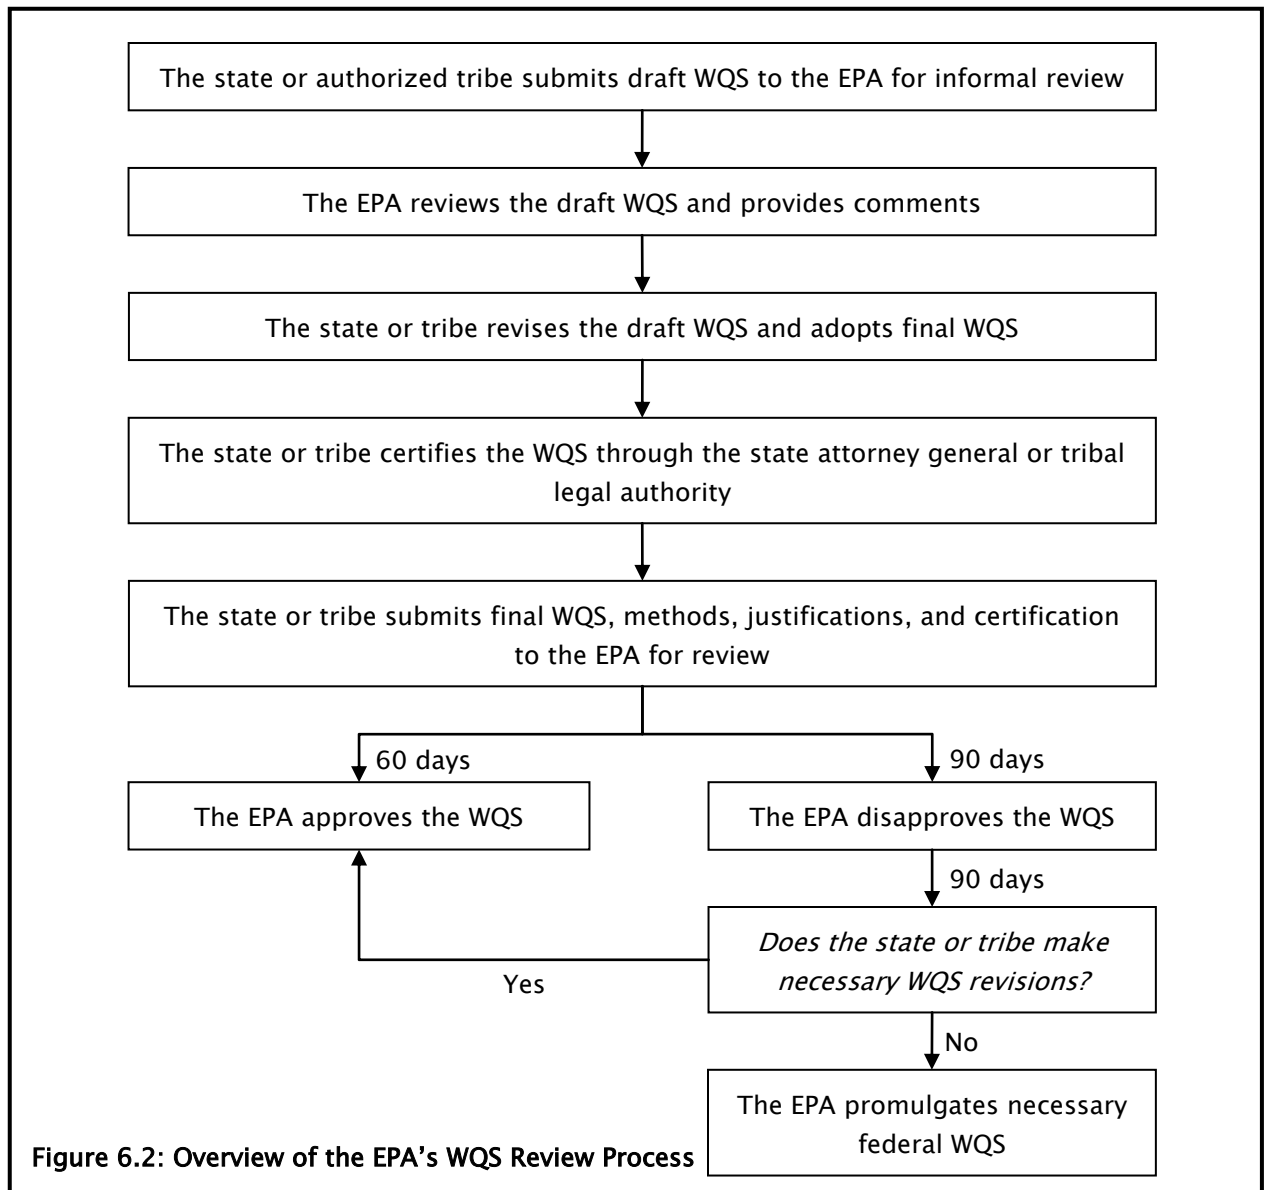 The state or authorized tribe submits draft WQS to the EPA for informal review
The EPA reviews the draft WQS and provides comments
The state or tribe revises the draft WQS and adopts final WQS
The state or tribe certifies the WQS through the state attorney general or tribal
legal authority
The state or tribe submits final WQS, methods, justifications, and certification
to the EPA for review
60 days
90 days
The EPA approves the WQS
The EPA disapproves the WQS
90 days
Does the state or tribe make
necessary WQS revisions?
Yes
No
The EPA promulgates necessary
federal WQS
Figure 6.2: Overview of the EPA’s WQS Review Process